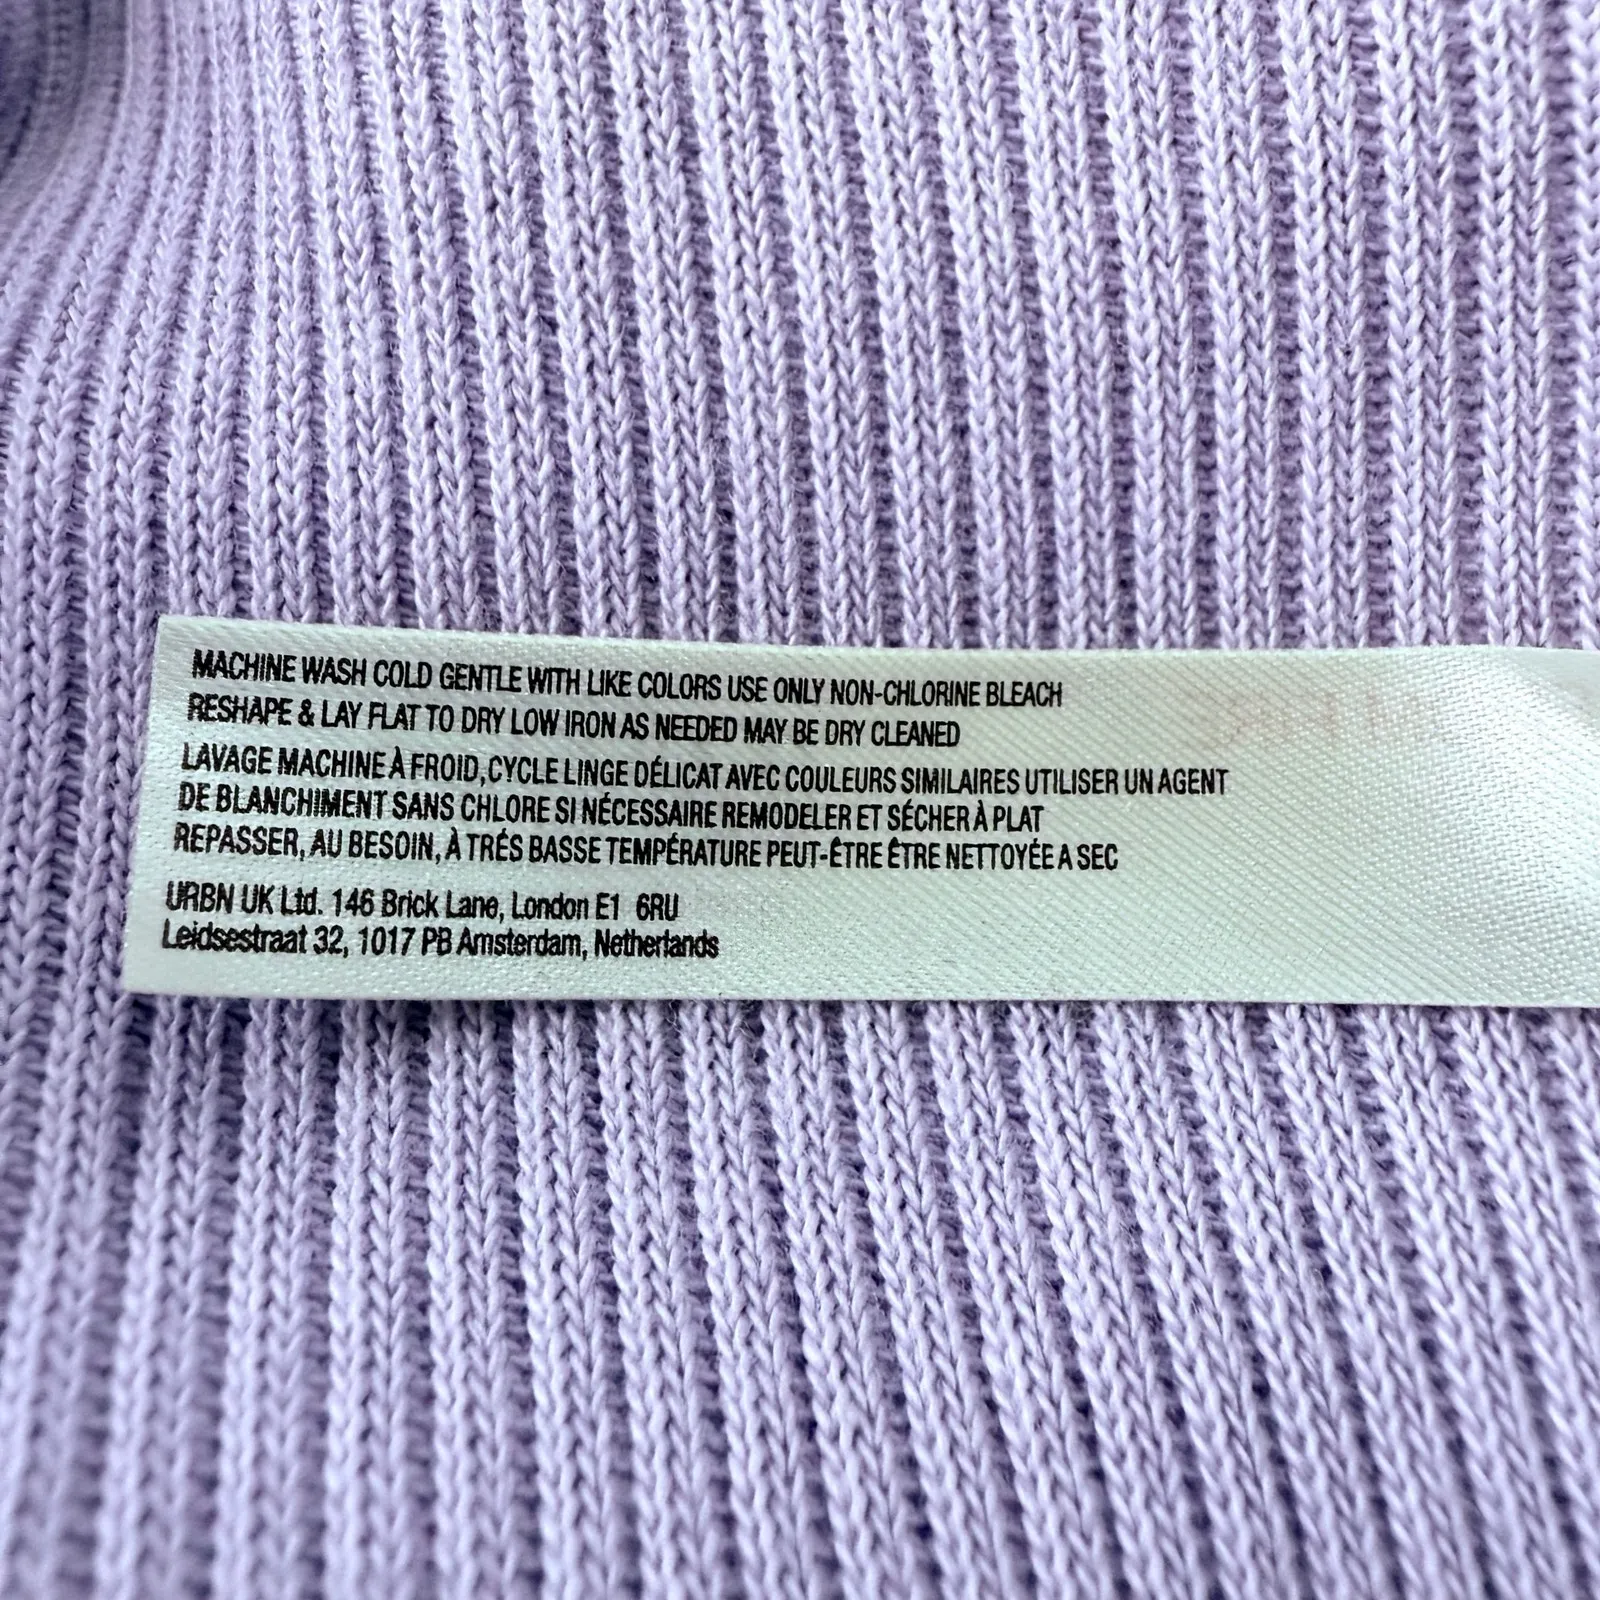 MACHINE WASH COLD GENTLE WITH LIKE COLORS USE ONLY NON-CHLORINE BLEACH
RESHAPE & LAY FLAT TO DRY LOW IRON AS NEEDED MAY BE DRY CLEANED
LAVAGE MACHINE À FROID, CYCLE LINGE DÉLICAT AVEC COULEURS SIMILAIRES UTILISER UN AGENT
DE BLANCHIMENT SANS CHLORE SI NÉCESSAIRE REMODELER ET SÉCHER À PLAT
REPASSER, AU BESOIN, À TRÉS BASSE TEMPÉRATURE PEUT-ÊTRE ÊTRE NETTOYÉE A SEC
URBN UK Ltd. 146 Brick Lane, London E1 6RU
Leidsestraat 32, 1017 PB Amsterdam, Netherlands